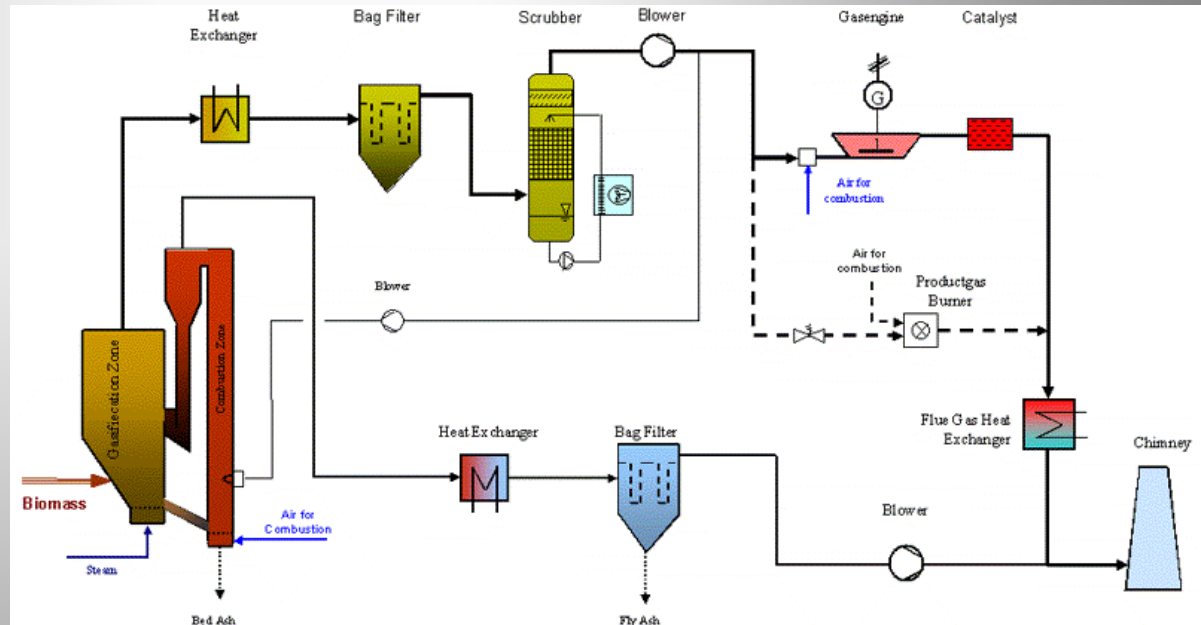 Heat
Exchanger
Bag Filter
Scrubber
Blower
Gasengine
Catalyst
G
Air for
combustion
Air for
combustion
Productgas
Burner
Blower
Gasifiecation Zone
Combustion Zone
Flue Gas Heat
Exchanger
Chimney
Heat Exchanger
Bag Filter
Biomass
Air for
Combustion
Blower
Steam
Bed Ash
Fly Ash